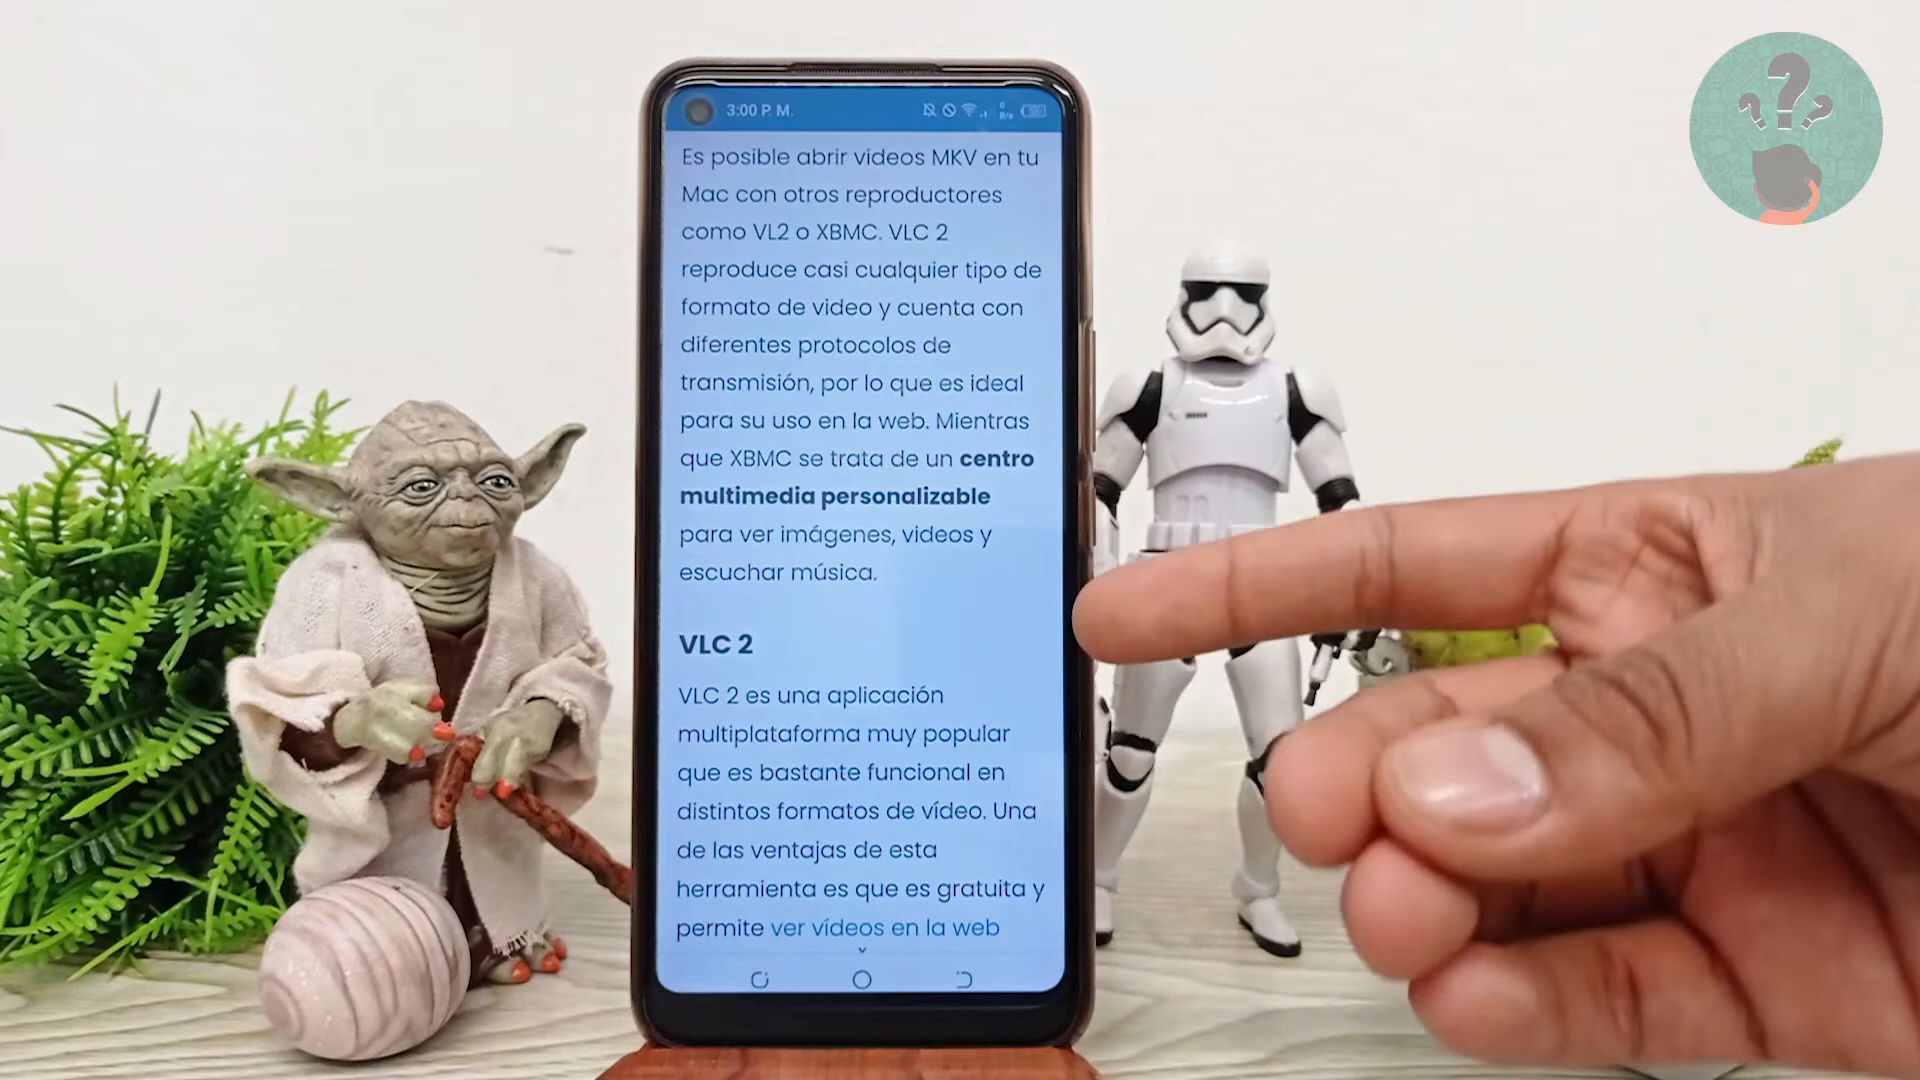 3:00 P. M.
Es posible abrir videos MKV en tu
Mac con otros reproductores
como VL2 o XBMC. VLC 2
reproduce casi cualquier tipo de
formato de video y cuenta con
diferentes protocolos de
transmisión, por lo que es ideal
para su uso en la web. Mientras
que XBMC se trata de un centro
multimedia personalizable
para ver imágenes, videos y
escuchar música.
VLC 2
VLC 2 es una aplicación
multiplataforma muy popular
que es bastante funcional en
distintos formatos de vídeo. Una
de las ventajas de esta
herramienta es que es gratuita y
permite ver vídeos en la web